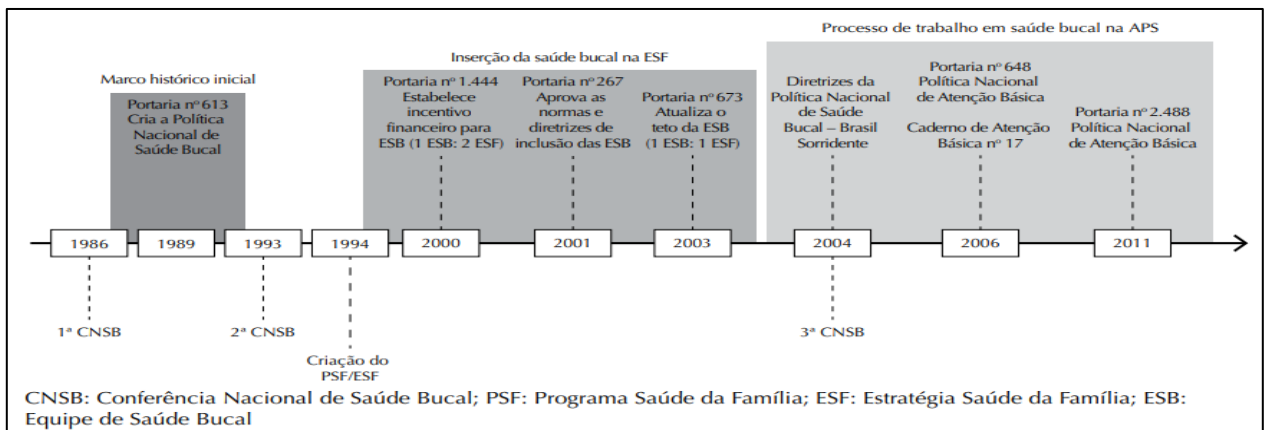 Processo de trabalho em saúde bucal na APS
Inserção da saúde bucal na ESF
Marco histórico inicial
Portaria nº 613
Cria a Política
Nacional de
Saúde Bucal
Portaria nº 1.444
Estabelece
incentivo
financeiro para
ESB (1 ESB: 2 ESF)
Portaria nº 267
Aprova as
normas e
diretrizes de
inclusão das ESB
Portaria nº 673
Atualiza o
teto da ESB
(1 ESB: 1 ESF)
Diretrizes da
Política Nacional
de Saúde
Bucal – Brasil
Sorridente
Portaria nº 648
Política Nacional
de Atenção Básica
Caderno de Atenção
Básica nº 17
Portaria nº 2.488
Política Nacional
de Atenção Básica
1986
1989
1993
1994
2000
2001
2003
2004
2006
2011
1ª CNSB
2ª CNSB
3ª CNSB
Criação do
PSF/ESF
CNSB: Conferência Nacional de Saúde Bucal; PSF: Programa Saúde da Família; ESF: Estratégia Saúde da Família; ESB:
Equipe de Saúde Bucal